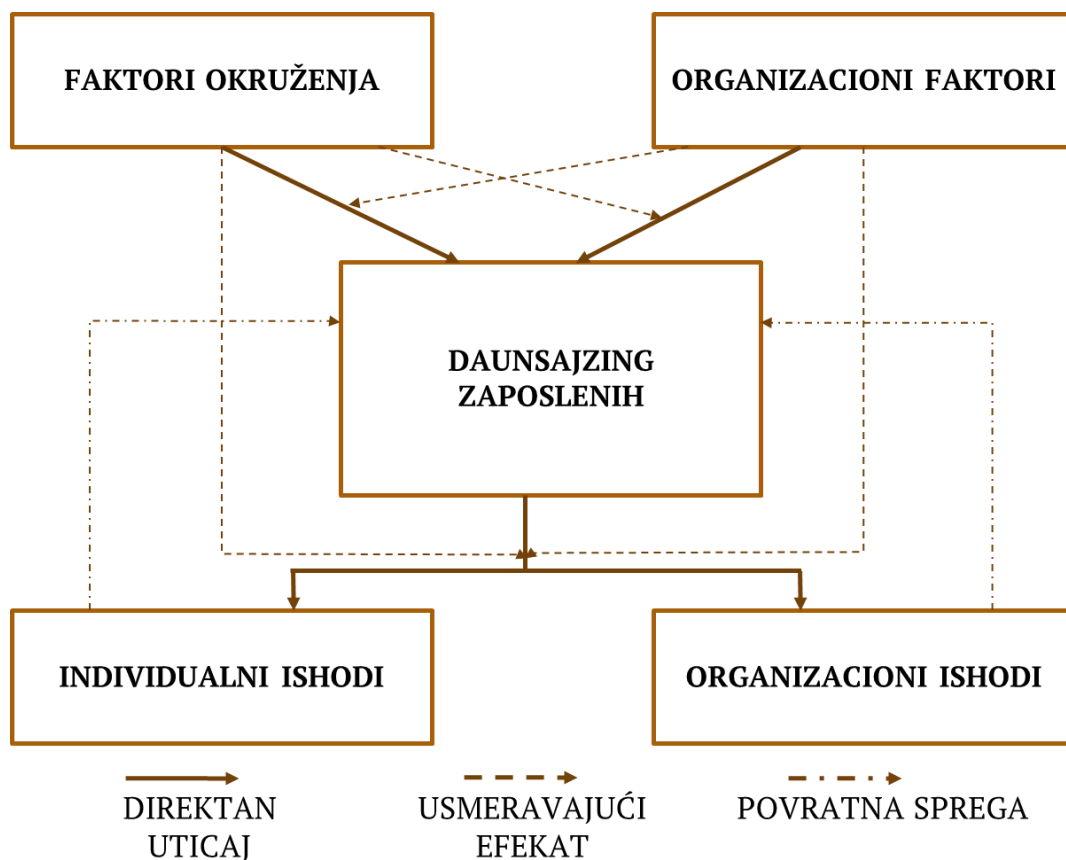 FAKTORI OKRUŽENJA
ORGANIZACIONI FAKTORI
DAUNSAJZING
ZAPOSLENIH
INDIVIDUALNI ISHODI
ORGANIZACIONI ISHODI
DIREKTAN
UTICAJ
USMERAVAJUĆI
EFEKAT
POVRATNA SPREGA